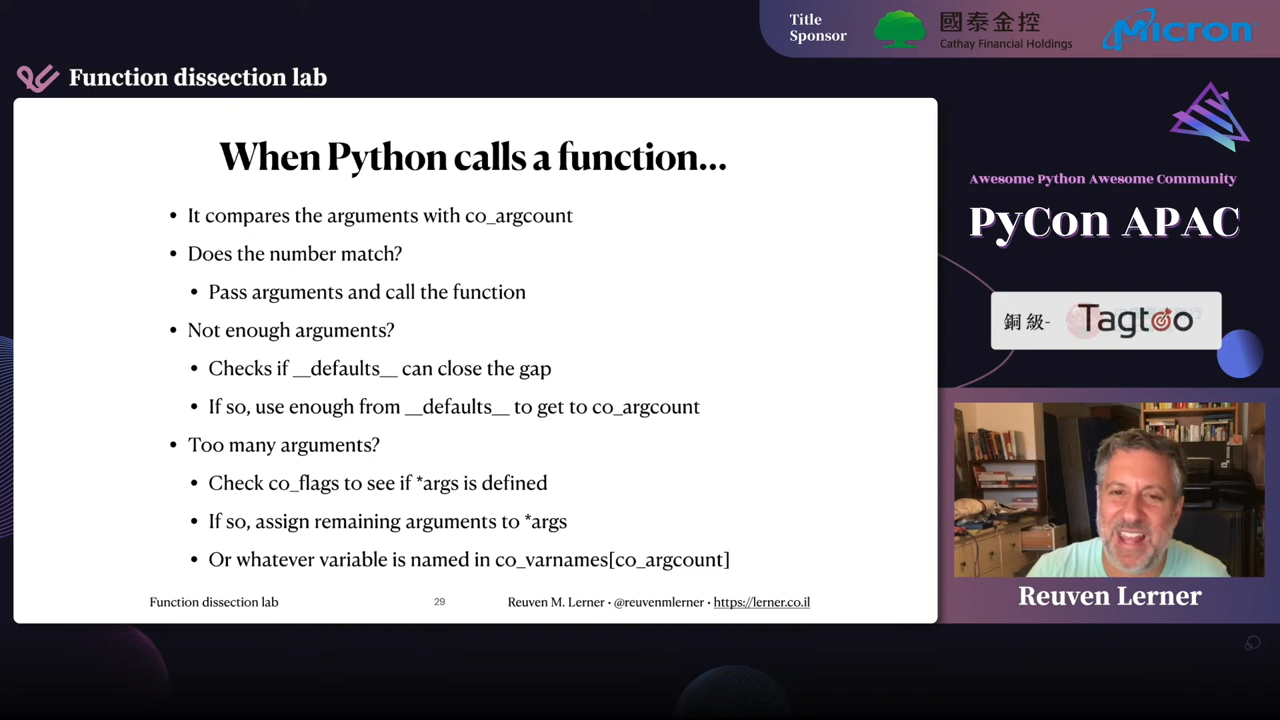 Title
Sponsor
國泰金控
Cathay Financial Holdings
Micron
Function dissection lab
When Python calls a function...
• It compares the arguments with co_argcount
• Does the number match?
• Pass arguments and call the function
• Not enough arguments?
• Checks if __defaults__ can close the gap
• If so, use enough from __defaults__ to get to co_argcount
• Too many arguments?
• Check co_flags to see if *args is defined
• If so, assign remaining arguments to *args
• Or whatever variable is named in co_varnames[co_argcount]
Function dissection lab
29
Reuven M. Lerner • @reuvenmlerner • https://lerner.co.il
Awesome Python Awesome Community
PyCon APAC
銅級-
Tagtoo
Reuven Lerner